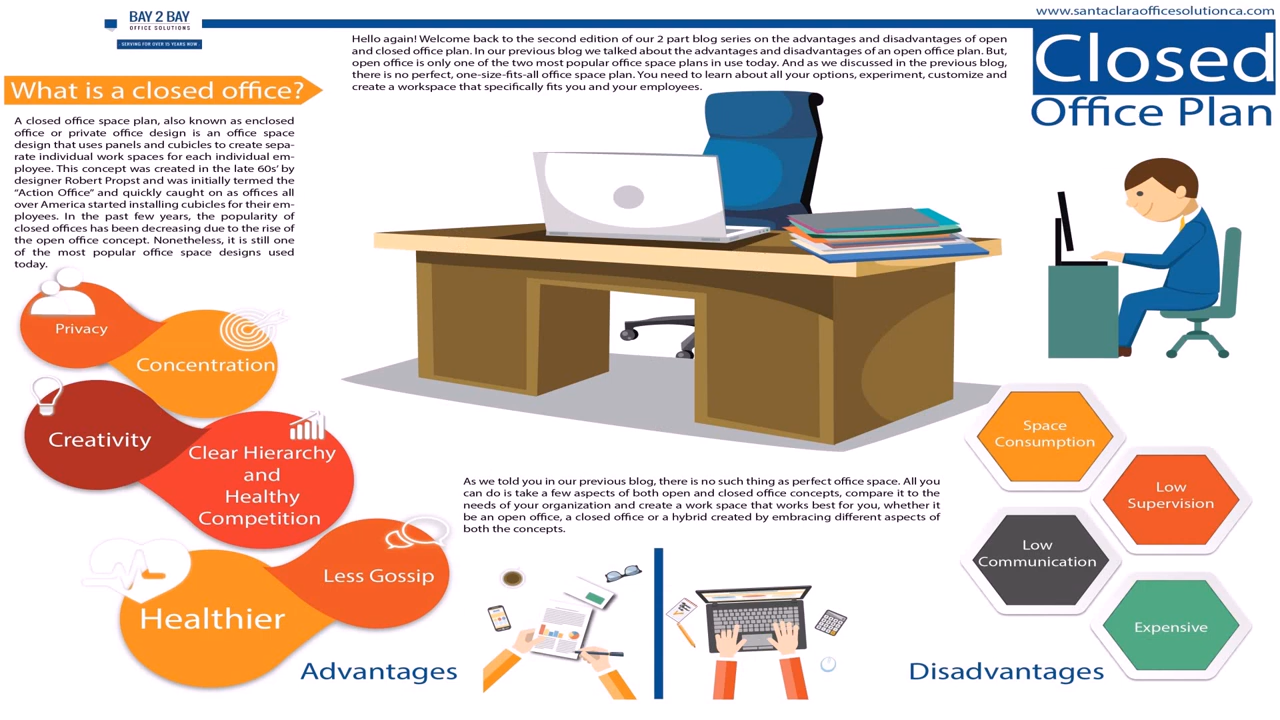 BAY 2 BAY
OFFICE SOLUTIONS
SERVING FOR OVER 15 YEARS NOW
www.santaclaraofficesolutionca.com
Closed
Office Plan
Hello again! Welcome back to the second edition of our 2 part blog series on the advantages and disadvantages of open
and closed office plan. In our previous blog we talked about the advantages and disadvantages of an open office plan. But,
open office is only one of the two most popular office space plans in use today. And as we discussed in the previous blog,
there is no perfect, one-size-fits-all office space plan. You need to learn about all your options, experiment, customize and
create a workspace that specifically fits you and your employees.
What is a closed office?
A closed office space plan, also known as enclosed
office or private office design is an office space
design that uses panels and cubicles to create sepa-
rate individual work spaces for each individual em-
ployee. This concept was created in the late 60s' by
designer Robert Propst and was initially termed the
"Action Office" and quickly caught on as offices all
over America started installing cubicles for their em-
ployees. In the past few years, the popularity of
closed offices has been decreasing due to the rise of
the open office concept. Nonetheless, it is still one
of the most popular office space designs used
today.
Privacy
Concentration
Creativity
Clear Hierarchy
and
Healthy
Competition
Less Gossip
Healthier
Advantages
As we told you in our previous blog, there is no such thing as perfect office space. All you
can do is take a few aspects of both open and closed office concepts, compare it to the
needs of your organization and create a work space that works best for you, whether it
be an open office, a closed office or a hybrid created by embracing different aspects of
both the concepts.
Space
Consumption
Low
Supervision
Low
Communication
Expensive
Disadvantages